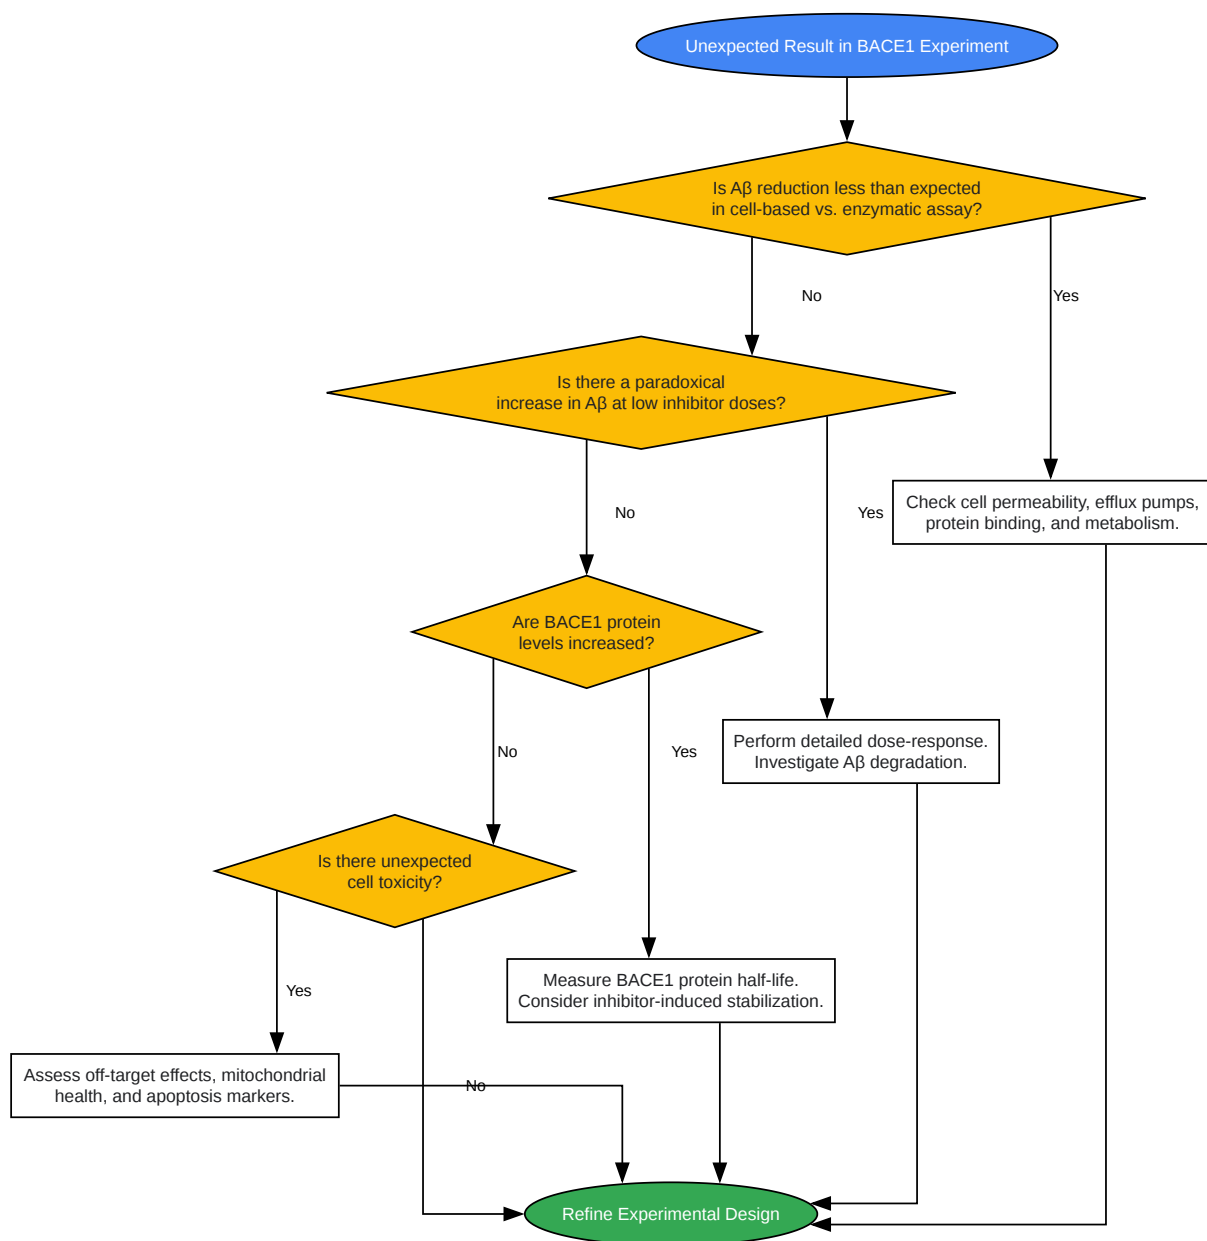 Unexpected Result in BACE1 Experiment
Is Aβ reduction less than expected
in cell-based vs. enzymatic assay?
No
Yes
Is there a paradoxical
increase in Aβ at low inhibitor doses?
No
Yes
Check cell permeability, efflux pumps,
protein binding, and metabolism.
Are BACE1 protein
levels increased?
No
Yes
Perform detailed dose-response.
Investigate Aβ degradation.
Is there unexpected
cell toxicity?
Yes
Measure BACE1 protein half-life.
Consider inhibitor-induced stabilization.
Assess off-target effects, mitochondrial
health, and apoptosis markers.
No
Refine Experimental Design